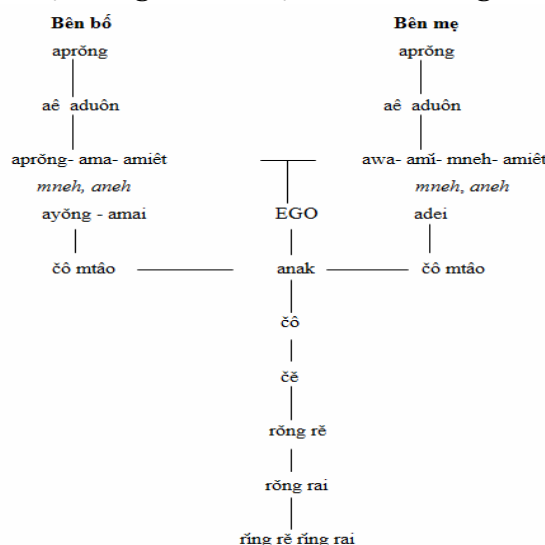 Bên bố Bên mẹ
aprŏng aprŏng
aê aduôn aê aduôn
aprŏng- ama- amiêt awa- amĭ- mneh- amiêt
mneh, aneh mneh, aneh
ayŏng - amai EGO adei
čô mtâo anak čô mtâo
čô
čĕ
rŏng rĕ
rŏng rai
rĭng rĕ rĭng rai